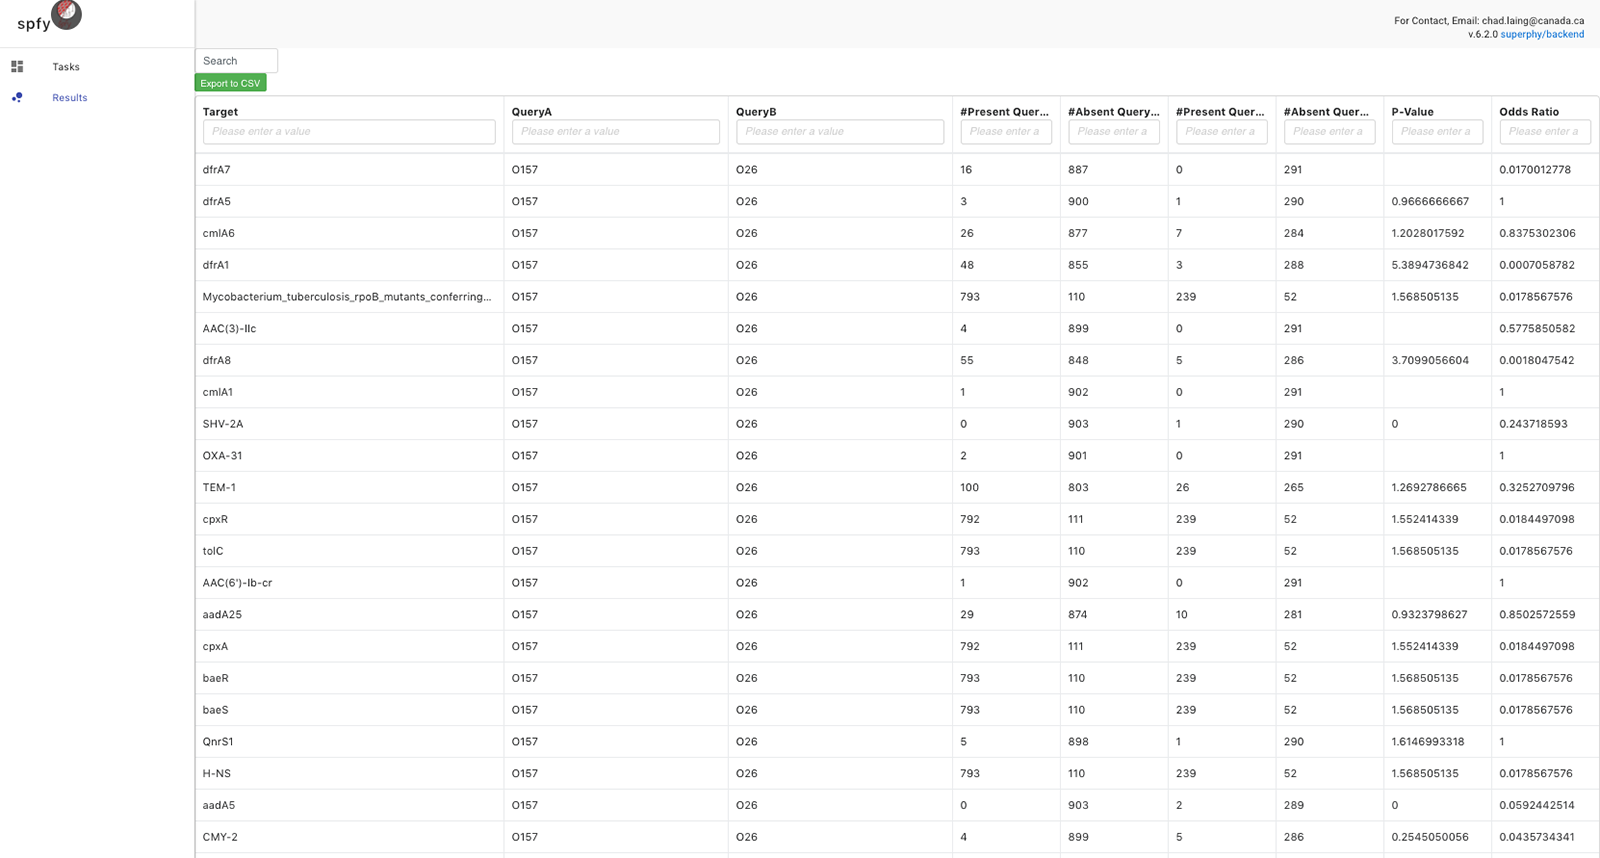 spfy
For Contact, Email: chad.laing@canada.ca
v.6.2.0 superphy/backend
Tasks
Results
Search
Export to CSV
Target QueryA QueryB #Present Quer... #Absent Query... #Present Quer... #Absent Quer... P-Value Odds Ratio
Please enter a value Please enter a value Please enter a value Please enter a Please enter a Please enter a Please enter a Please enter a Please enter a
dfrA7 O157 O26 16 887 0 291 0.0170012778
dfrA5 O157 O26 3 900 1 290 0.9666666667 1
cmlA6 O157 O26 26 877 7 284 1.2028017592 0.8375302306
dfrA1 O157 O26 48 855 3 288 5.3894736842 0.0007058782
Mycobacterium_tuberculosis_rpoB_mutants_conferring... O157 O26 793 110 239 52 1.568505135 0.0178567576
AAC(3)-IIc O157 O26 4 899 0 291 0.5775850582
dfrA8 O157 O26 55 848 5 286 3.7099056604 0.0018047542
cmlA1 O157 O26 1 902 0 291 1
SHV-2A O157 O26 0 903 1 290 0 0.243718593
OXA-31 O157 O26 2 901 0 291 1
TEM-1 O157 O26 100 803 26 265 1.2692786665 0.3252709796
cpxR O157 O26 792 111 239 52 1.552414339 0.0184497098
tolC O157 O26 793 110 239 52 1.568505135 0.0178567576
AAC(6')-Ib-cr O157 O26 1 902 0 291 1
aadA25 O157 O26 29 874 10 281 0.9323798627 0.8502572559
cpxA O157 O26 792 111 239 52 1.552414339 0.0184497098
baeR O157 O26 793 110 239 52 1.568505135 0.0178567576
baeS O157 O26 793 110 239 52 1.568505135 0.0178567576
QnrS1 O157 O26 5 898 1 290 1.6146993318 1
H-NS O157 O26 793 110 239 52 1.568505135 0.0178567576
aadA5 O157 O26 0 903 2 289 0 0.0592442514
CMY-2 O157 O26 4 899 5 286 0.2545050056 0.0435734341